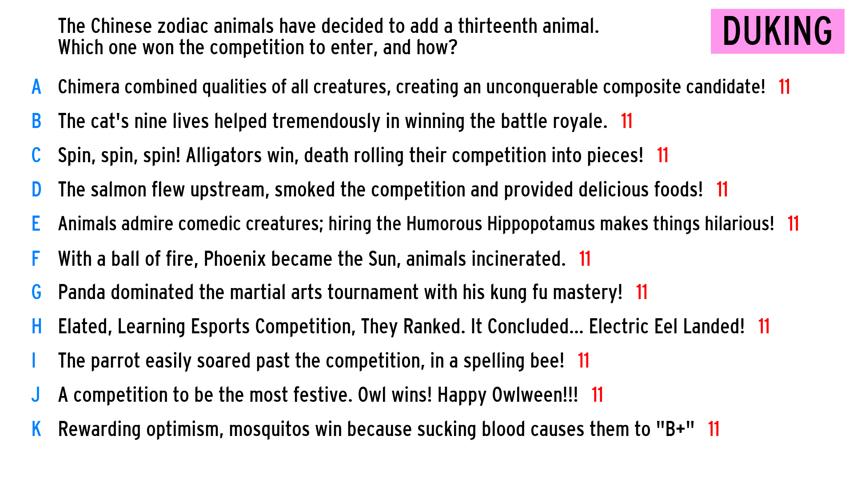 The Chinese zodiac animals have decided to add a thirteenth animal.
Which one won the competition to enter, and how?
DUKING
A Chimera combined qualities of all creatures, creating an unconquerable composite candidate! 11
B The cat's nine lives helped tremendously in winning the battle royale. 11
C Spin, spin, spin! Alligators win, death rolling their competition into pieces! 11
D The salmon flew upstream, smoked the competition and provided delicious foods! 11
E Animals admire comedic creatures; hiring the Humorous Hippopotamus makes things hilarious! 11
F With a ball of fire, Phoenix became the Sun, animals incinerated. 11
G Panda dominated the martial arts tournament with his kung fu mastery! 11
H Elated, Learning Esports Competition, They Ranked. It Concluded... Electric Eel Landed! 11
I The parrot easily soared past the competition, in a spelling bee! 11
J A competition to be the most festive. Owl wins! Happy Owlween!!! 11
K Rewarding optimism, mosquitos win because sucking blood causes them to "B+" 11